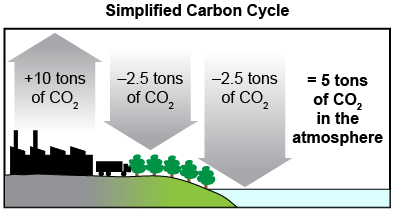 Simplified Carbon Cycle
+10 tons
of CO₂
–2.5 tons
of CO₂
–2.5 tons
of CO₂
= 5 tons
of CO₂
in the
atmosphere